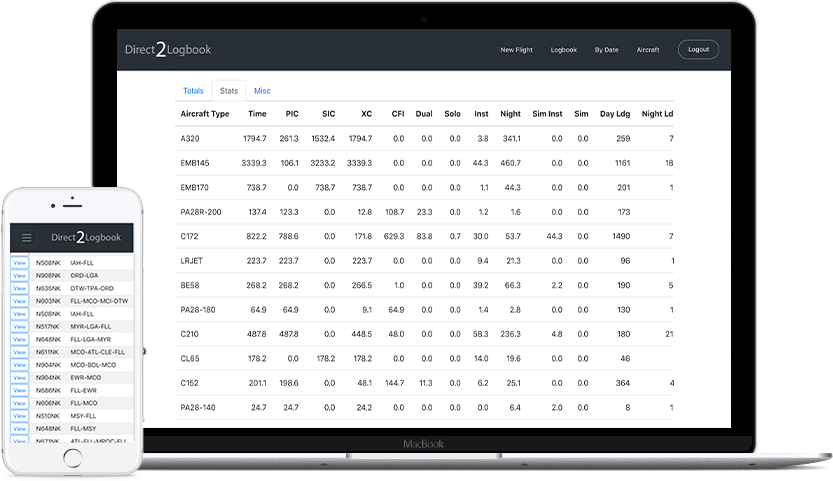 Direct2Logbook New Flight Logbook By Date Aircraft Logout
Totals Stats Misc
Aircraft Type Time PIC SIC XC CFI Dual Solo Inst Night Sim Inst Sim Day Ldg Night Ld
A320 1794.7 261.3 1532.4 1794.7 0.0 0.0 0.0 3.8 341.1 0.0 0.0 259 7
EMB145 3339.3 106.1 3233.2 3339.3 0.0 0.0 0.0 44.3 460.7 0.0 0.0 1161 18
EMB170 738.7 0.0 738.7 738.7 0.0 0.0 0.0 1.1 44.3 0.0 0.0 201 1
PA28R-200 137.4 123.3 0.0 12.8 108.7 23.3 0.0 1.2 1.6 0.0 0.0 173
C172 822.2 788.6 0.0 171.8 629.3 83.8 0.7 30.0 53.7 44.3 0.0 1490 7
LRJET 223.7 223.7 0.0 223.7 0.0 0.0 0.0 9.4 21.3 0.0 0.0 96 1
BE58 268.2 268.2 0.0 266.5 1.0 0.0 0.0 39.2 66.3 2.2 0.0 190 5
PA28-180 64.9 64.9 0.0 9.1 64.9 0.0 0.0 1.4 2.8 0.0 0.0 130 1
C210 487.8 487.8 0.0 448.5 48.0 0.0 0.0 58.3 236.3 4.8 0.0 180 21
CL65 178.2 0.0 178.2 178.2 0.0 0.0 0.0 14.0 19.6 0.0 0.0 46
C152 201.1 198.6 0.0 48.1 144.7 11.3 0.0 6.2 25.1 0.0 0.0 364 4
PA28-140 24.7 24.7 0.0 24.2 0.0 0.0 0.0 0.0 6.4 2.0 0.0 8 1
MacBook
Direct2Logbook
View N508NK IAH-FLL
View N908NK ORD-LGA
View N635NK DTW-TPA-ORD
View N603NK FLL-MCO-MCI-DTW
View N508NK IAH-FLL
View N517NK MYR-LGA-FLL
View N648NK FLL-LGA-MYR
View N611NK MCO-ATL-CLE-FLL
View N904NK MCO-BDL-MCO
View N904NK EWR-MCO
View N686NK FLL-EWR
View N606NK FLL-MCO
View N510NK MSY-FLL
View N648NK FLL-MSY
View N671NK ATL-FLL-MROC-FLL